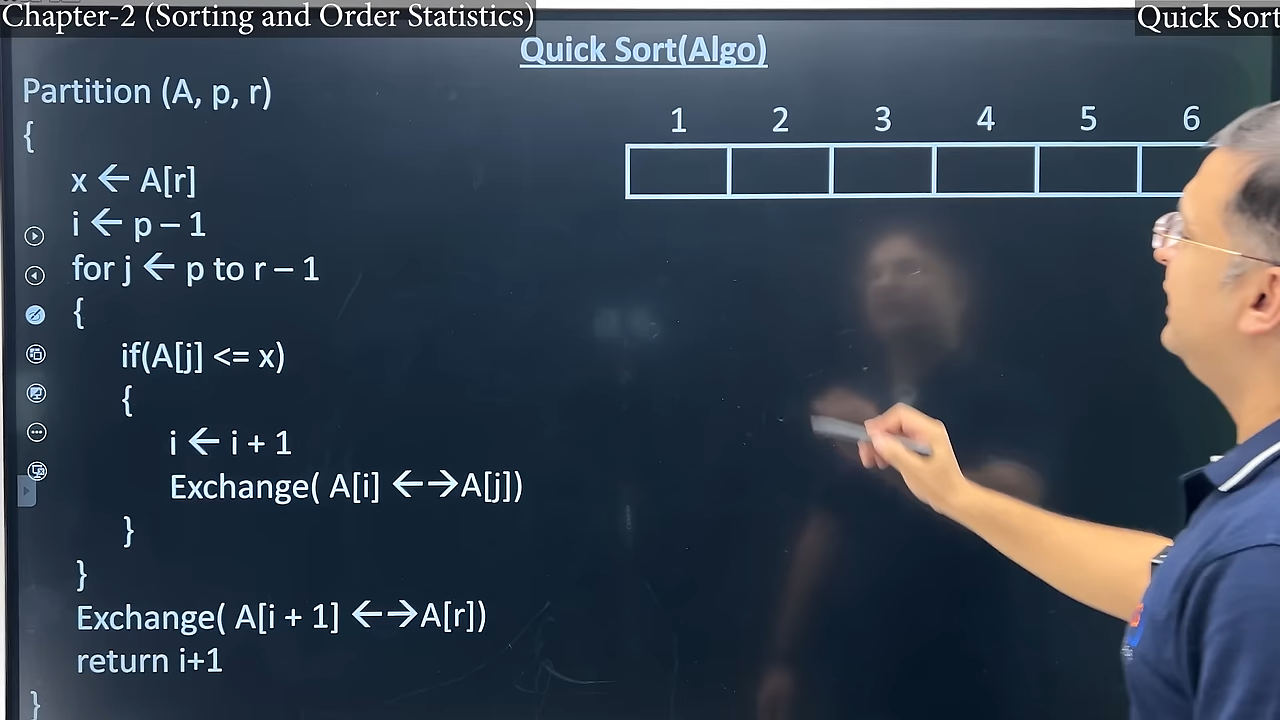 Chapter-2 (Sorting and Order Statistics)
Quick Sort
Quick Sort(Algo)
Partition (A, p, r)
{
x ← A[r]
i ← p – 1
for j ← p to r – 1
{
if(A[j] <= x)
{
i ← i + 1
Exchange( A[i] ←→A[j])
}
}
Exchange( A[i + 1] ←→A[r])
return i+1
}
1 2 3 4 5 6